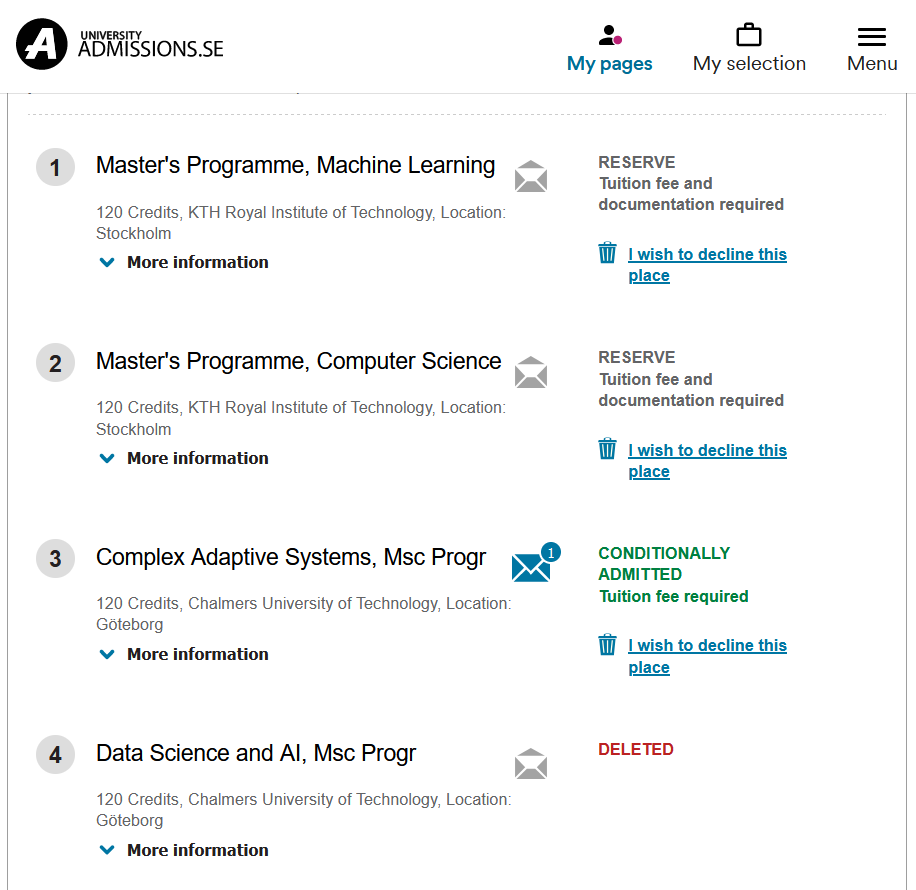 A
UNIVERSITY
ADMISSIONS.SE
My pages
My selection
Menu
1
Master's Programme, Machine Learning
RESERVE
Tuition fee and
documentation required
120 Credits, KTH Royal Institute of Technology, Location:
Stockholm
More information
I wish to decline this
place
2
Master's Programme, Computer Science
RESERVE
Tuition fee and
documentation required
120 Credits, KTH Royal Institute of Technology, Location:
Stockholm
More information
I wish to decline this
place
3
Complex Adaptive Systems, Msc Progr
1
CONDITIONALLY
ADMITTED
Tuition fee required
120 Credits, Chalmers University of Technology, Location:
Göteborg
More information
I wish to decline this
place
4
Data Science and AI, Msc Progr
DELETED
120 Credits, Chalmers University of Technology, Location:
Göteborg
More information